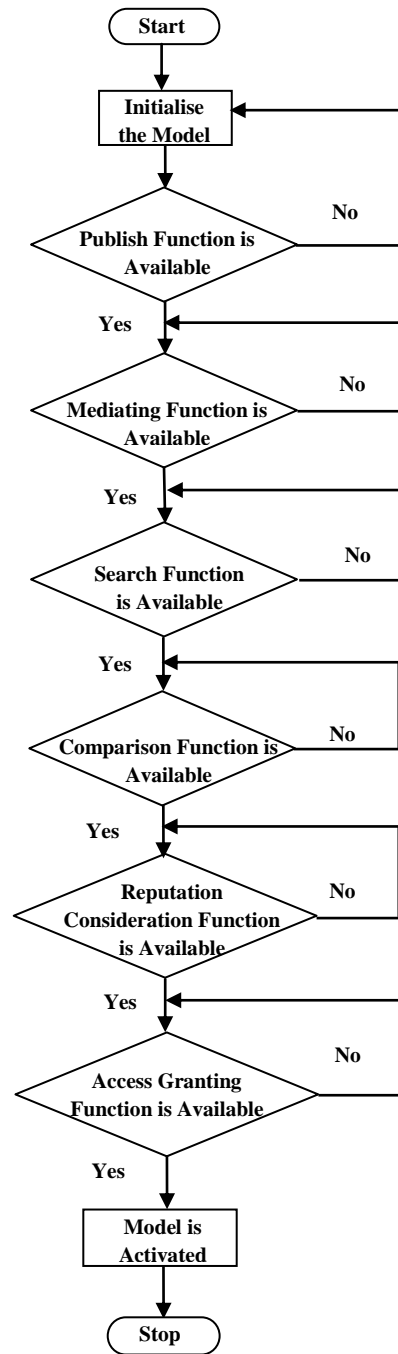 Start
Initialise
the Model
No
Publish Function is
Available
Yes
No
Mediating Function is
Available
Yes
No
Search Function
is Available
Yes
No
Comparison Function is
Available
Yes
Reputation
Consideration Function
is Available
No
Yes
No
Access Granting
Function is Available
Yes
Model is
Activated
Stop